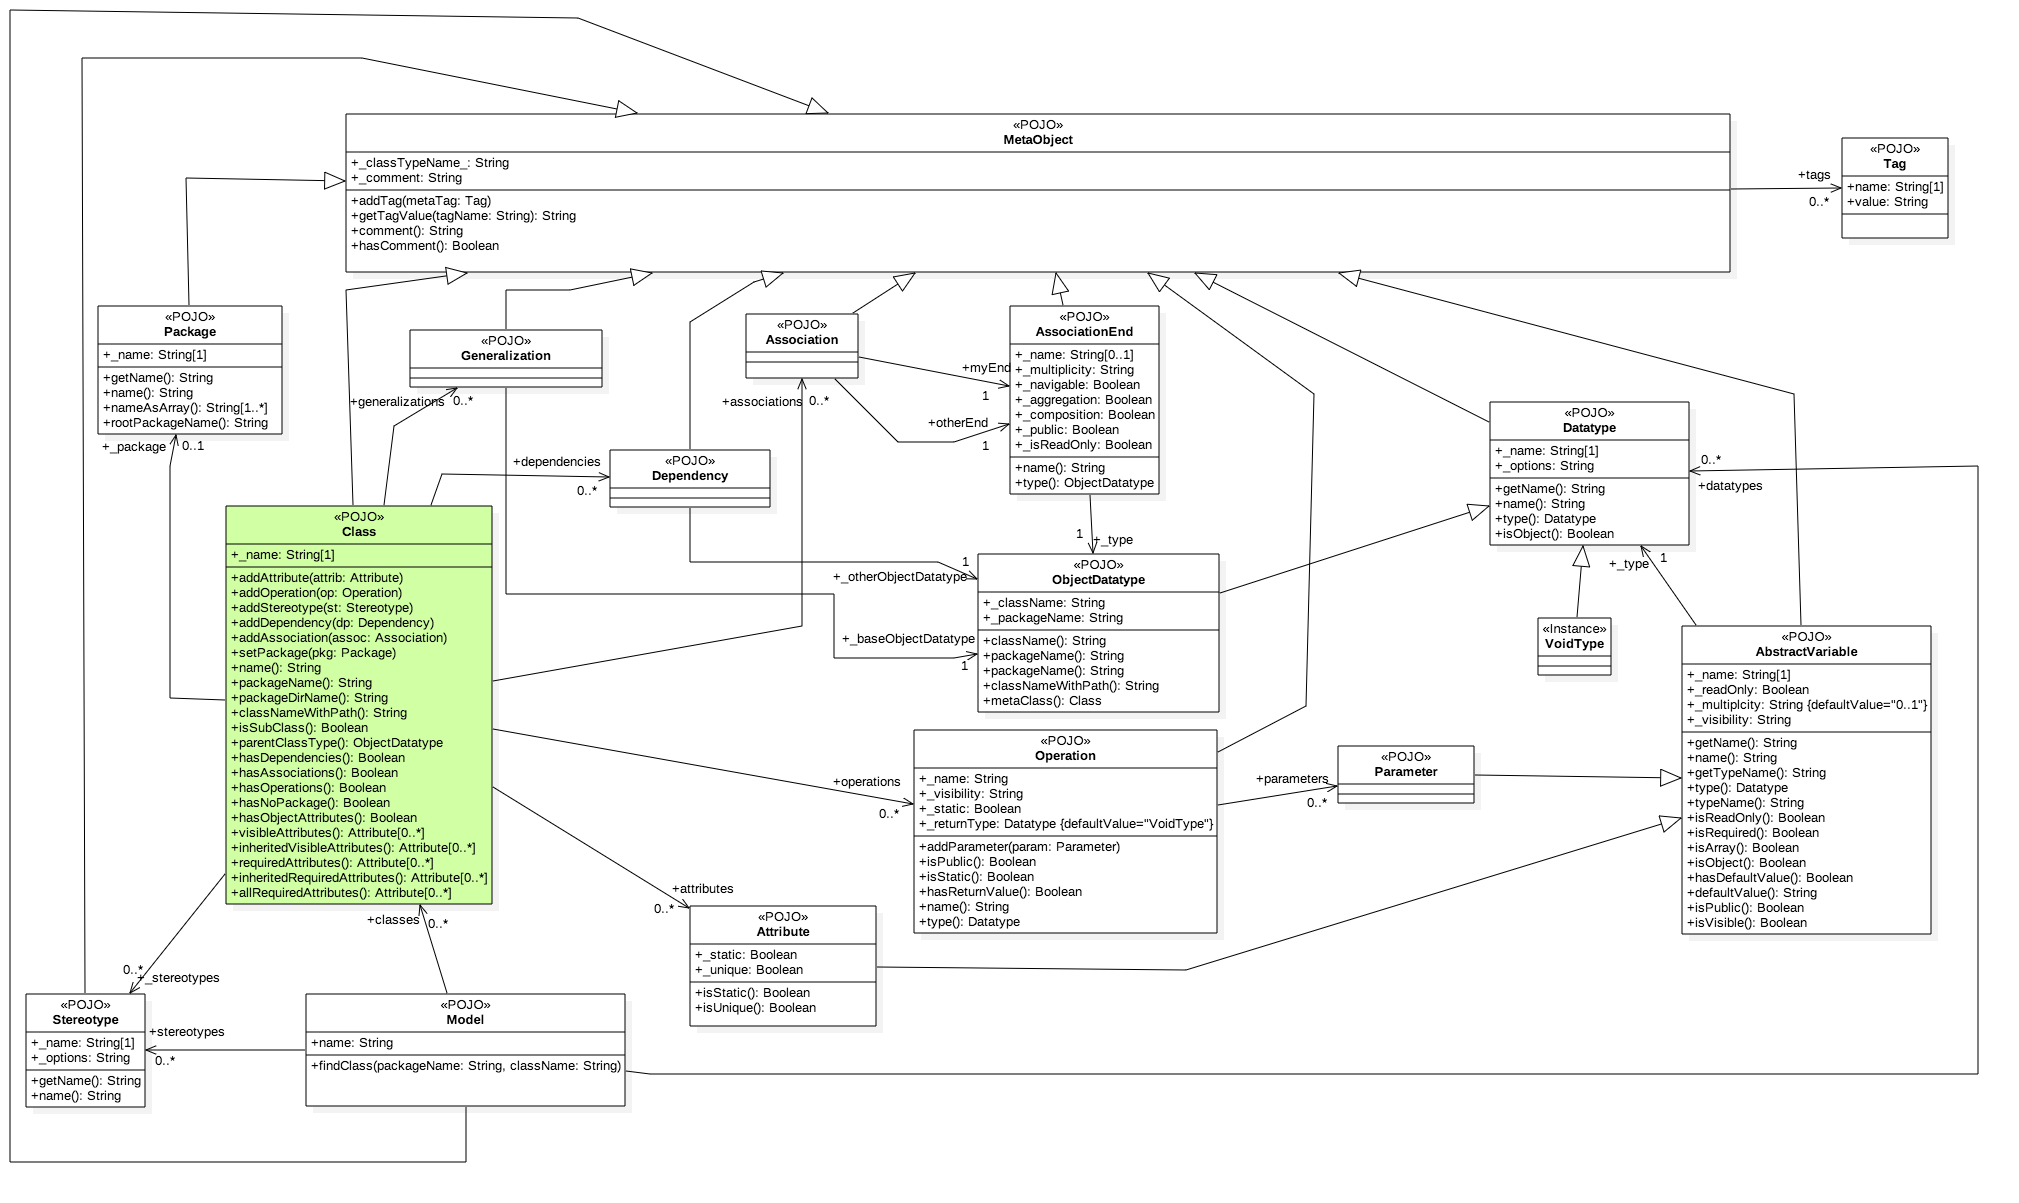 «POJO»
MetaObject
+_classTypeName_: String
+_comment: String
+addTag(metaTag: Tag)
+getTagValue(tagName: String): String
+comment(): String
+hasComment(): Boolean
+tags
0..*
«POJO»
Tag
+name: String[1]
+value: String
«POJO»
Package
+_name: String[1]
+getName(): String
+name(): String
+nameAsArray(): String[1..*]
+rootPackageName(): String
+_package
0..1
«POJO»
Generalization
+generalizations
0..*
«POJO»
Association
+associations
0..*
+myEnd
1
+otherEnd
1
«POJO»
AssociationEnd
+_name: String[0..1]
+_multiplicity: String
+_navigable: Boolean
+_aggregation: Boolean
+_composition: Boolean
+_public: Boolean
+_isReadOnly: Boolean
+name(): String
+type(): ObjectDatatype
1
+_type
«POJO»
Datatype
+_name: String[1]
+_options: String
+getName(): String
+name(): String
+type(): Datatype
+isObject(): Boolean
0..*
+datatypes
+_type
1
+dependencies
0..*
«POJO»
Dependency
1
+_otherObjectDatatype
+_baseObjectDatatype
1
«POJO»
ObjectDatatype
+_className: String
+_packageName: String
+className(): String
+packageName(): String
+packageName(): String
+classNameWithPath(): String
+metaClass(): Class
«Instance»
VoidType
«POJO»
Class
+_name: String[1]
+addAttribute(attrib: Attribute)
+addOperation(op: Operation)
+addStereotype(st: Stereotype)
+addDependency(dp: Dependency)
+addAssociation(assoc: Association)
+setPackage(pkg: Package)
+name(): String
+packageName(): String
+packageDirName(): String
+classNameWithPath(): String
+isSubClass(): Boolean
+parentClassType(): ObjectDatatype
+hasDependencies(): Boolean
+hasAssociations(): Boolean
+hasOperations(): Boolean
+hasNoPackage(): Boolean
+hasObjectAttributes(): Boolean
+visibleAttributes(): Attribute[0..*]
+inheritedVisibleAttributes(): Attribute[0..*]
+requiredAttributes(): Attribute[0..*]
+inheritedRequiredAttributes(): Attribute[0..*]
+allRequiredAttributes(): Attribute[0..*]
+operations
0..*
«POJO»
Operation
+_name: String
+_visibility: String
+_static: Boolean
+_returnType: Datatype {defaultValue="VoidType"}
+addParameter(param: Parameter)
+isPublic(): Boolean
+isStatic(): Boolean
+hasReturnValue(): Boolean
+name(): String
+type(): Datatype
+parameters
0..*
«POJO»
Parameter
«POJO»
AbstractVariable
+_name: String[1]
+_readOnly: Boolean
+_multiplcity: String {defaultValue="0..1"}
+_visibility: String
+getName(): String
+name(): String
+getTypeName(): String
+type(): Datatype
+typeName(): String
+isReadOnly(): Boolean
+isRequired(): Boolean
+isArray(): Boolean
+isObject(): Boolean
+hasDefaultValue(): Boolean
+defaultValue(): String
+isPublic(): Boolean
+isVisible(): Boolean
+attributes
0..*
«POJO»
Attribute
+_static: Boolean
+_unique: Boolean
+isStatic(): Boolean
+isUnique(): Boolean
+classes
0..*
0..*
+_stereotypes
«POJO»
Stereotype
+_name: String[1]
+_options: String
+getName(): String
+name(): String
+stereotypes
0..*
«POJO»
Model
+name: String
+findClass(packageName: String, className: String)